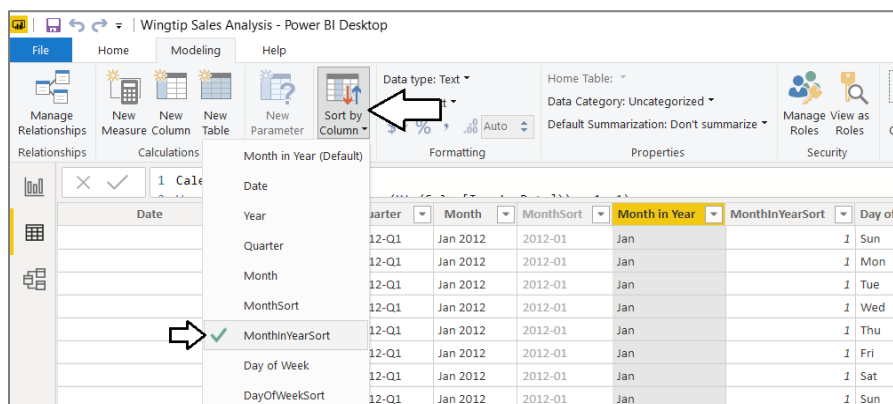 Wingtip Sales Analysis - Power BI Desktop
File Home Modeling Help
Manage Relationships
New Measure
New Column
New Table
New Parameter
Sort by Column
Data type: Text
$ % , .00 Auto
Home Table:
Data Category: Uncategorized
Default Summarization: Don't summarize
Manage Roles
View as Roles
Relationships Calculations Formatting Properties Security
Month in Year (Default)
Date
Year
Quarter
Month
MonthSort
MonthInYearSort
Day of Week
DayOfWeekSort
1 Cale
Date uarter Month MonthSort Month in Year MonthInYearSort Day of
12-Q1 Jan 2012 2012-01 Jan 1 Sun
12-Q1 Jan 2012 2012-01 Jan 1 Mon
12-Q1 Jan 2012 2012-01 Jan 1 Tue
12-Q1 Jan 2012 2012-01 Jan 1 Wed
12-Q1 Jan 2012 2012-01 Jan 1 Thu
12-Q1 Jan 2012 2012-01 Jan 1 Fri
12-Q1 Jan 2012 2012-01 Jan 1 Sat
12-Q1 Jan 2012 2012-01 Jan 1 Sun